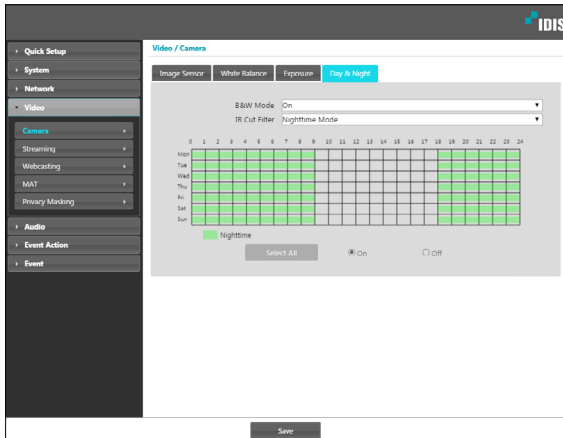 IDIS
Quick Setup
System
Network
Video
Camera
Streaming
Webcasting
MAT
Privacy Masking
Audio
Event Action
Event
Video / Camera
Image Sensor White Balance Exposure Day & Night
B&W Mode On
IR Cut Filter Nighttime Mode
0 1 2 3 4 5 6 7 8 9 10 11 12 13 14 15 16 17 18 19 20 21 22 23 24
Mon
Tue
Wed
Thu
Fri
Sat
Sun
Nighttime
Select All On Off
Save